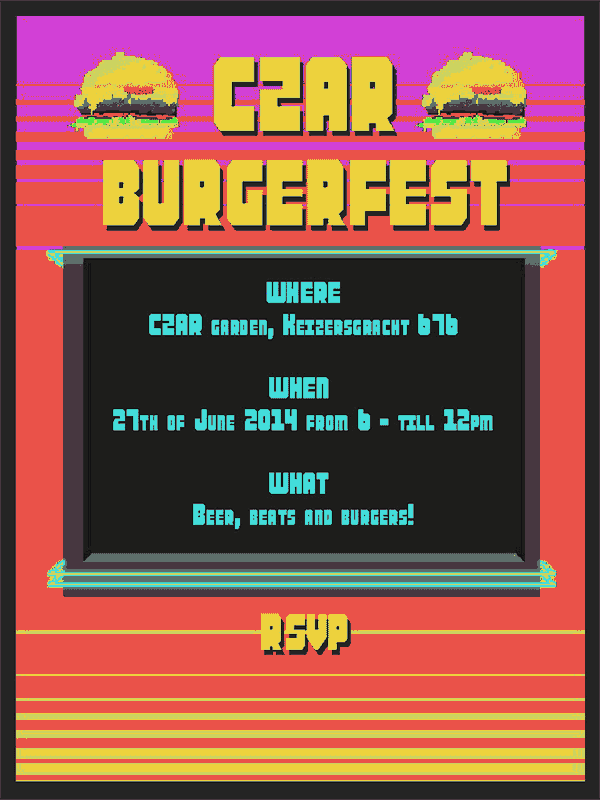 CZAR
BURGERFEST
WHERE
CZAR GARDEN, KEIZERSGRACHT 676
WHEN
27TH OF JUNE 2014 FROM 6 - TILL 12PM
WHAT
BEER, BEATS AND BURGERS!
RSVP